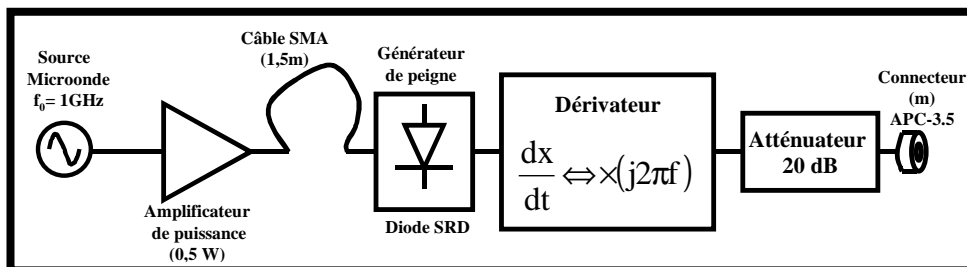 Source
Microonde
f₀= 1GHz
Amplificateur
de puissance
(0,5 W)
Câble SMA
(1,5m)
Générateur
de peigne
Diode SRD
Dérivateur
dx/dt ⇔ ×(j2πf)
Atténuateur
20 dB
Connecteur
(m)
APC-3.5